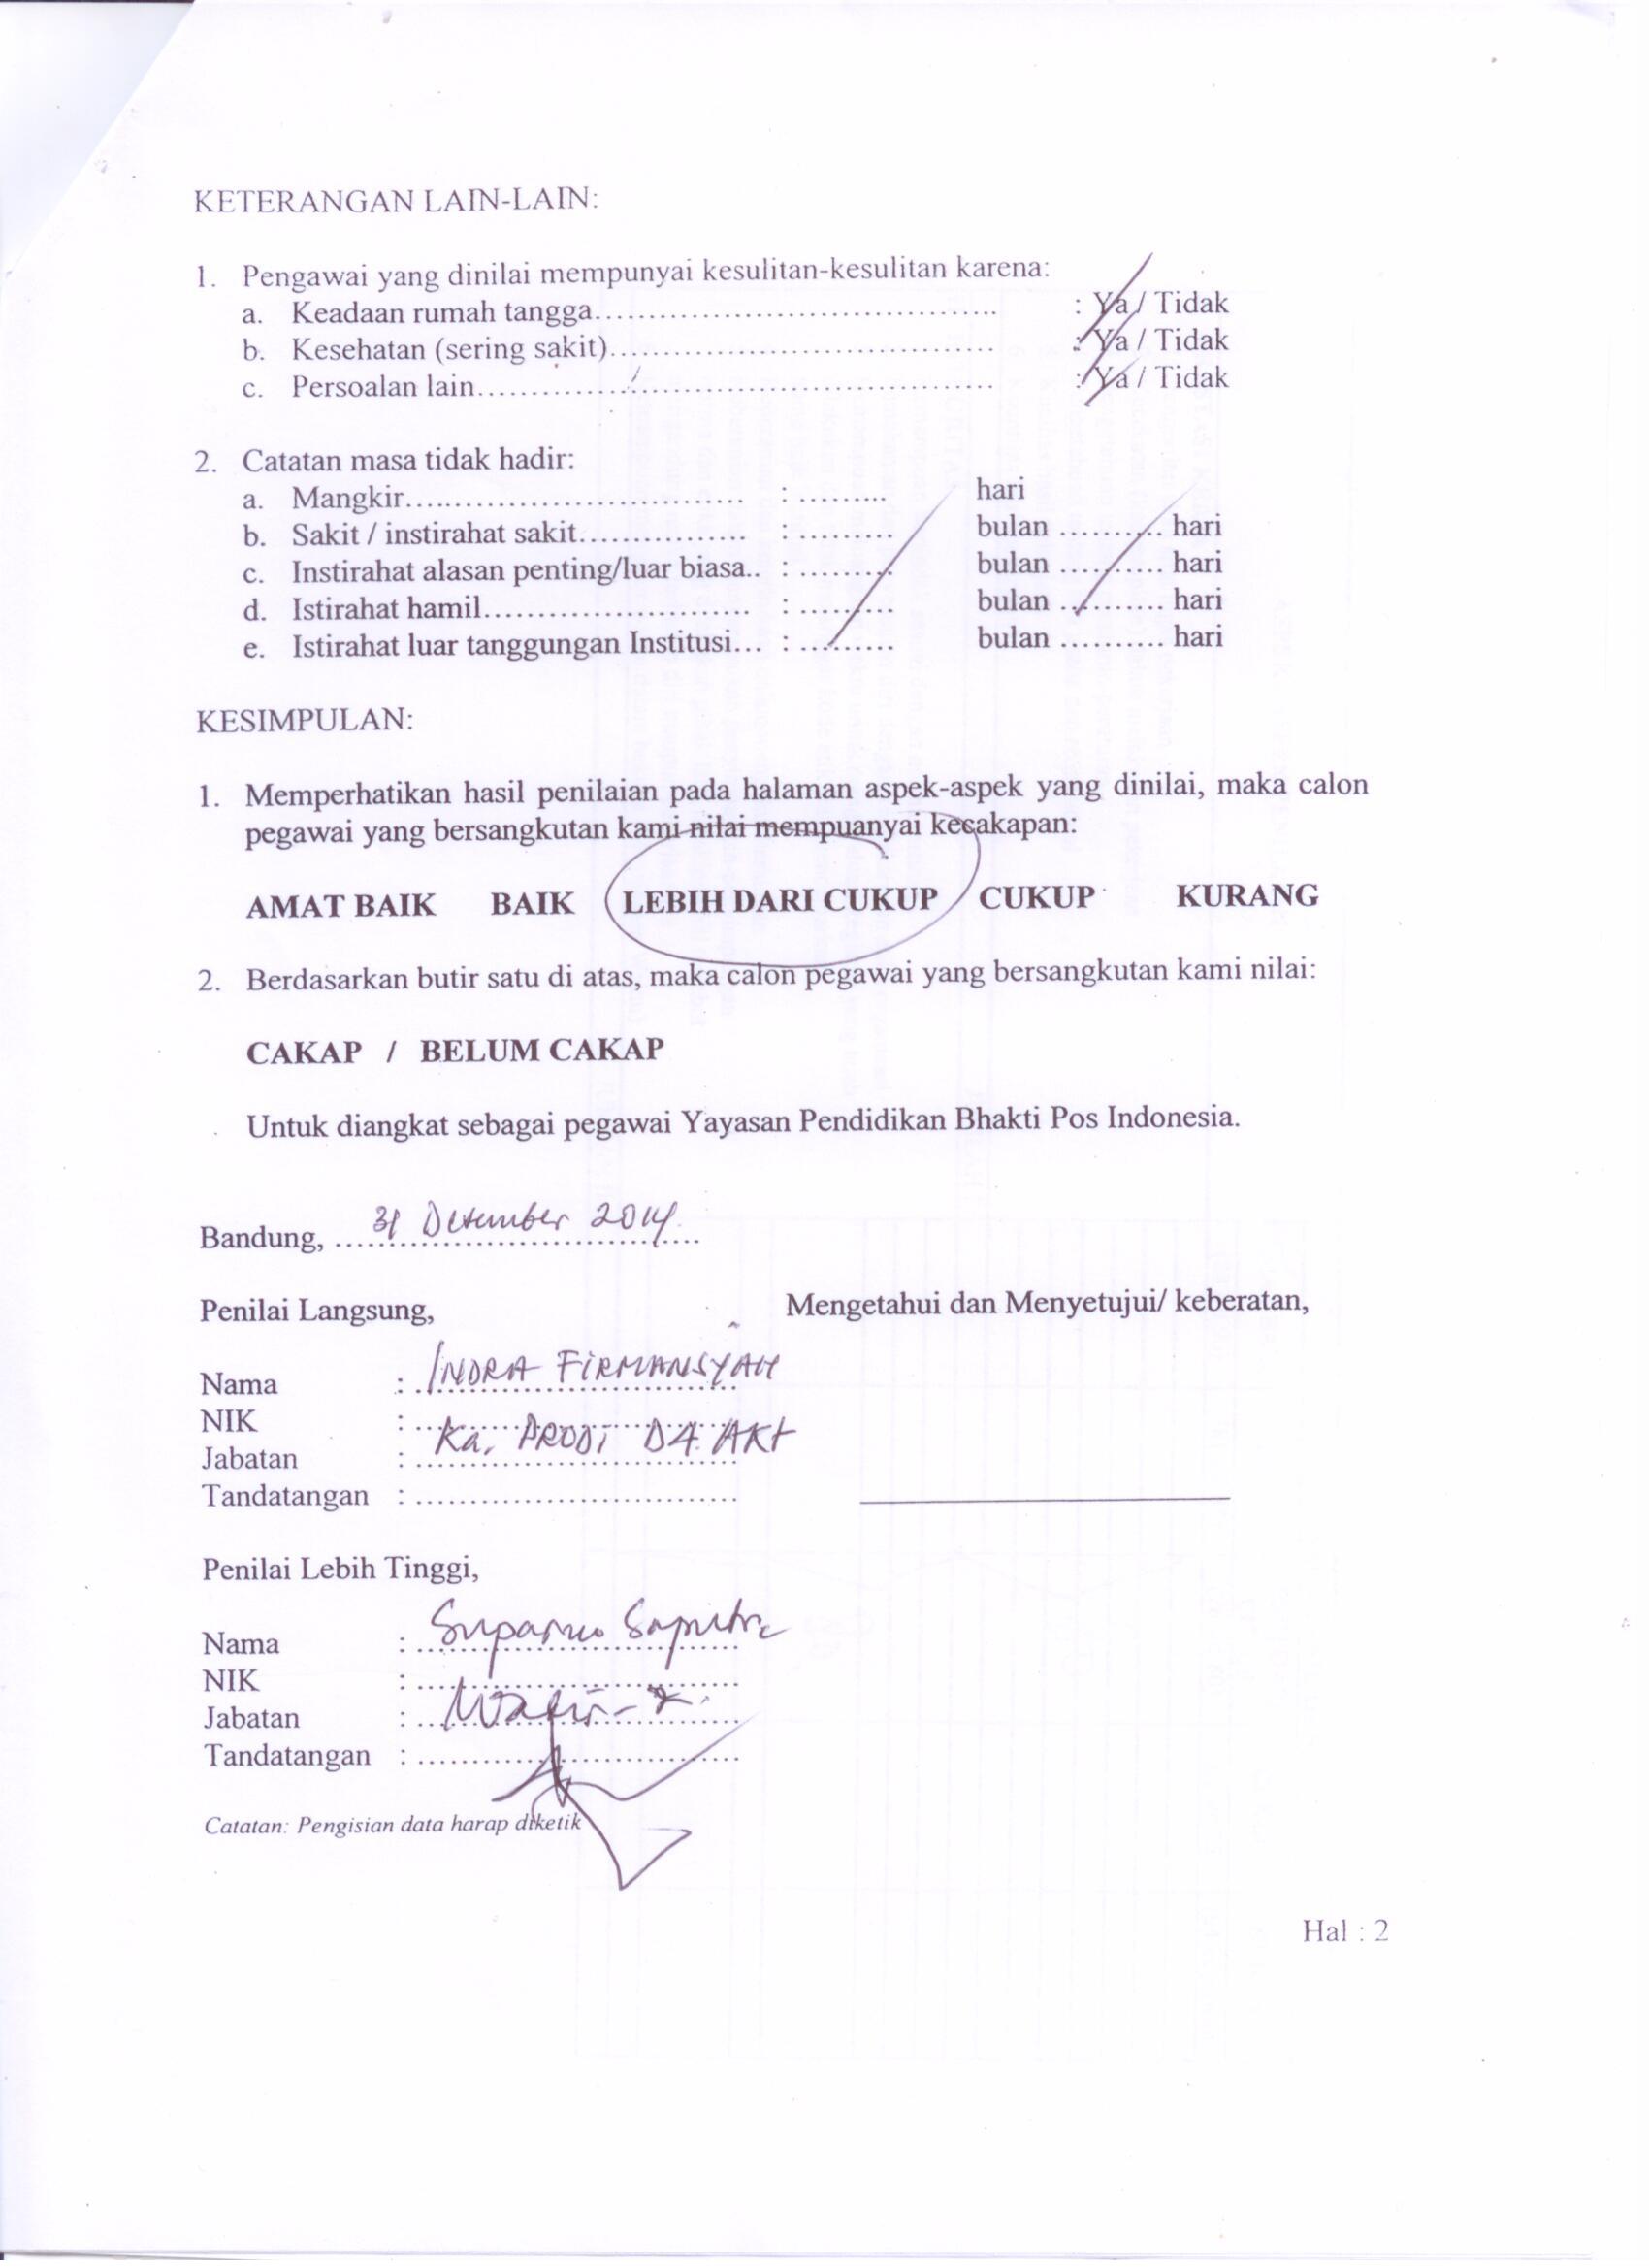 KETERANGAN LAIN-LAIN:
1. Pengawai yang dinilai mempunyai kesulitan-kesulitan karena:
a. Keadaan rumah tangga..................................... : Ya / Tidak
b. Kesehatan (sering sakit)................................... : Ya / Tidak
c. Persoalan lain............................................... : Ya / Tidak
2. Catatan masa tidak hadir:
a. Mangkir............................... : ......... hari
b. Sakit / instirahat sakit................ : ......... bulan .......... hari
c. Instirahat alasan penting/luar biasa.. : ......... bulan .......... hari
d. Istirahat hamil......................... : ......... bulan .......... hari
e. Istirahat luar tanggungan Institusi... : ......... bulan .......... hari
KESIMPULAN:
1. Memperhatikan hasil penilaian pada halaman aspek-aspek yang dinilai, maka calon
pegawai yang bersangkutan kami nilai mempuanyai kecakapan:
AMAT BAIK BAIK LEBIH DARI CUKUP CUKUP KURANG
2. Berdasarkan butir satu di atas, maka calon pegawai yang bersangkutan kami nilai:
CAKAP / BELUM CAKAP
Untuk diangkat sebagai pegawai Yayasan Pendidikan Bhakti Pos Indonesia.
Bandung, 31 Desember 2014
Penilai Langsung, Mengetahui dan Menyetujui/ keberatan,
Nama : INDRA FIRMANSYAH
NIK : ..............................
Jabatan : Ka. PRODI D4 AKt
Tandatangan : ..............................
Penilai Lebih Tinggi,
Nama : Suparno Saputra
NIK : ..............................
Jabatan :
Tandatangan : ..............................
Catatan: Pengisian data harap diketik
Hal : 2